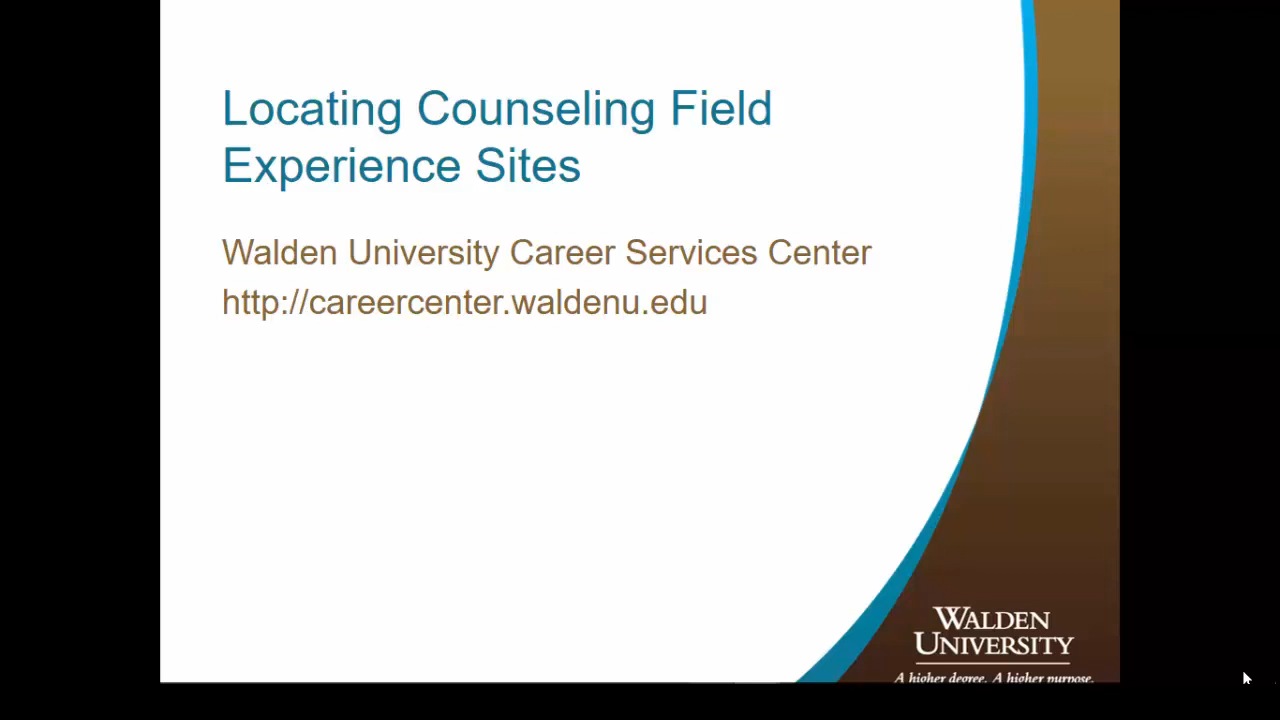 Locating Counseling Field
Experience Sites
Walden University Career Services Center
http://careercenter.waldenu.edu
WALDEN
UNIVERSITY
A higher degree. A higher purpose.